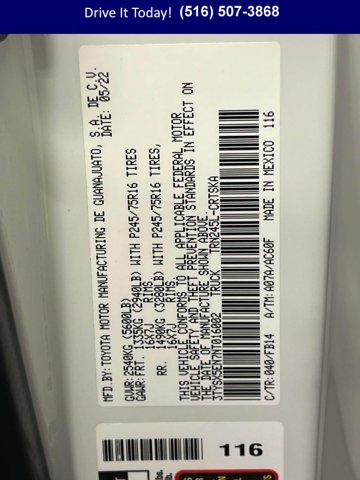 Drive It Today! (516) 507-3868
MFD.BY: TOYOTA MOTOR MANUFACTURING DE GUANAJUATO, S.A. DE C.V.
DATE: 05/22
GVWR:2540KG (5600LB)
GAWR:FRT. 1335KG (2940LB) WITH P245/75R16 TIRES
16X7J RIMS,
RR. 1490KG (3280LB) WITH P245/75R16 TIRES,
16X7J RIMS
THIS VEHICLE CONFORMS TO ALL APPLICABLE FEDERAL MOTOR
VEHICLE SAFETY AND THEFT PREVENTION STANDARDS IN EFFECT ON
THE DATE OF MANUFACTURE SHOWN ABOVE.
3TYSX5EN7NT016092 TRUCK TRN245L-CRTSKA
C/TR:040/FB14 A/TM:A07A/AC60F MADE IN MEXICO 116
116